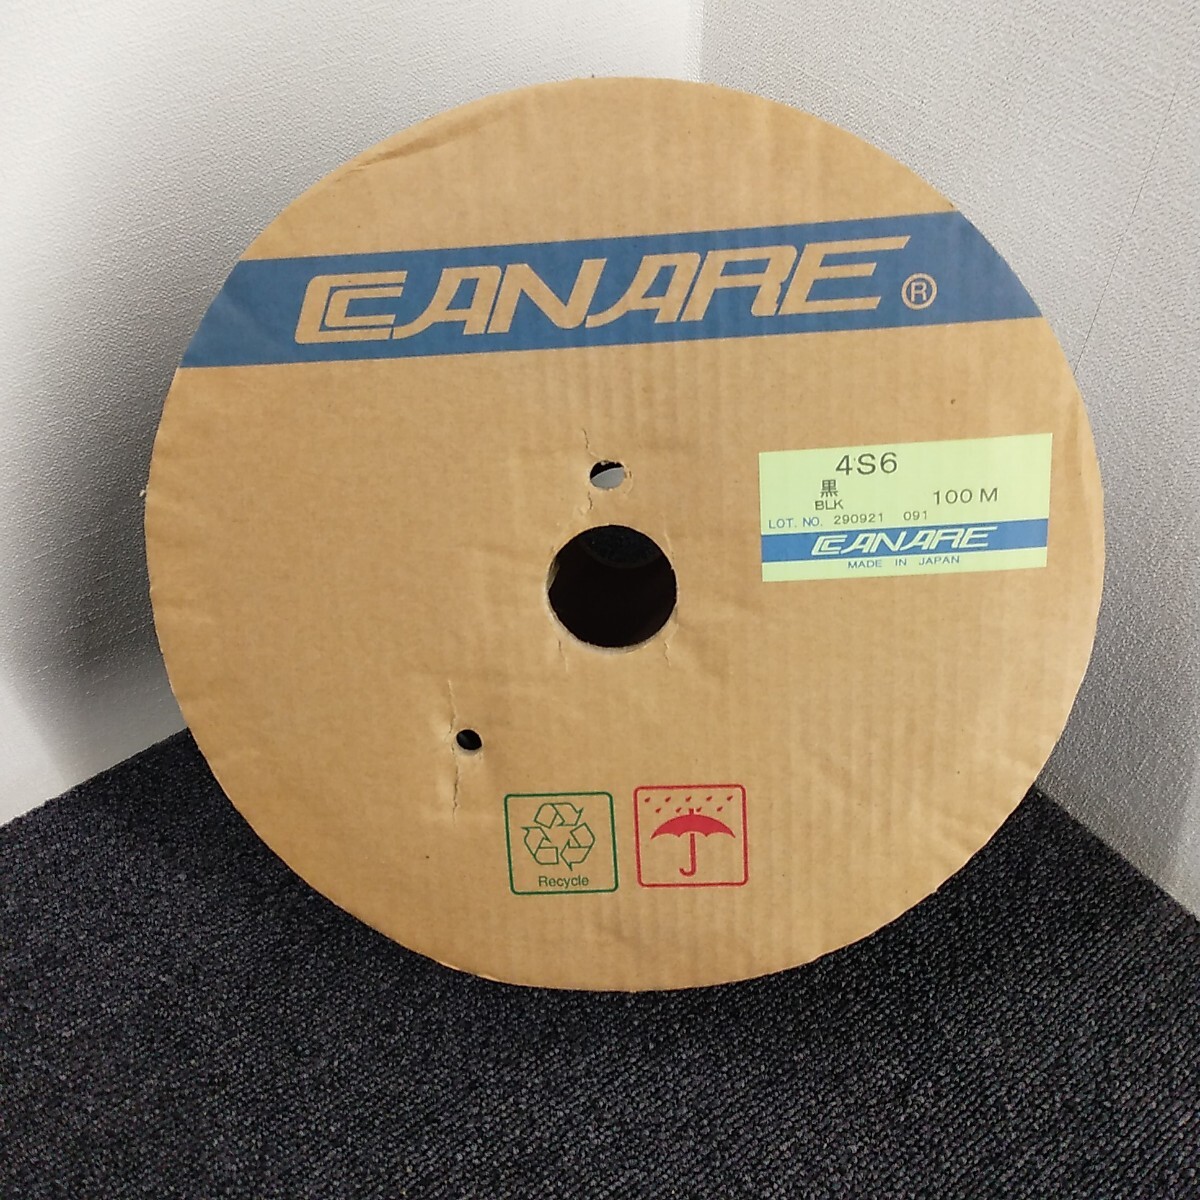 CANARE ®
4S6
黒
BLK 100 M
LOT. NO. 290921 091
CANARE
MADE IN JAPAN
Recycle